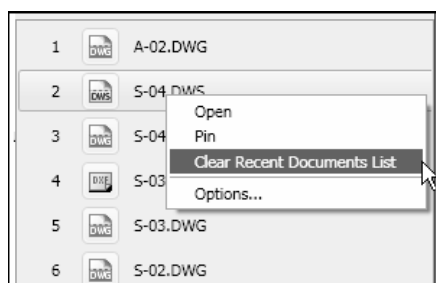 1 DWG A-02.DWG
2 DWS S-04.DWS
Open
3 DWG S-04
Pin
Clear Recent Documents List
4 DXF S-03
Options...
5 DWG S-03.DWG
6 DWG S-02.DWG